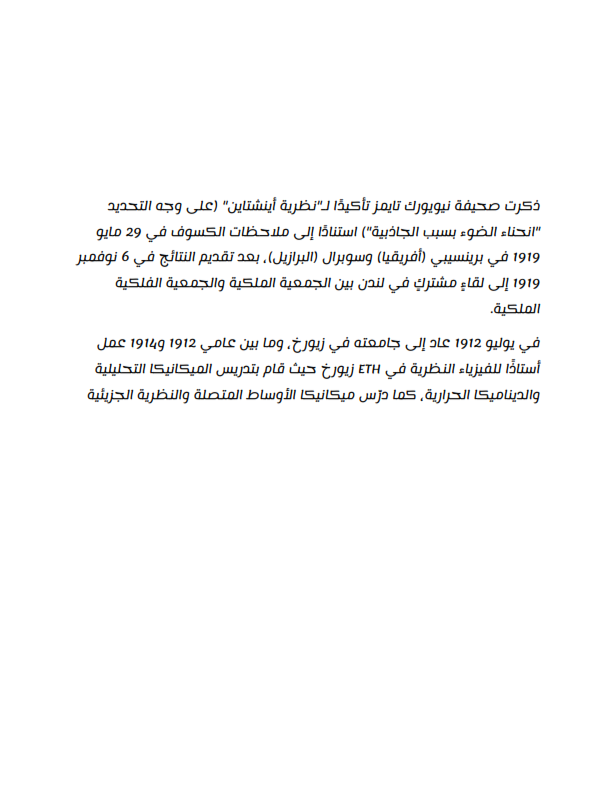 ذكرت صحيفة نيويورك تايمز تأكيدًا لـ"نظرية أينشتاين" (على وجه التحديد
"انحناء الضوء بسبب الجاذبية") استنادًا إلى ملاحظات الكسوف في 29 مايو
1919 في برينسيبي (أفريقيا) وسوبرال (البرازيل)، بعد تقديم النتائج في 6 نوفمبر
1919 إلى لقاءٍ مشتركٍ في لندن بين الجمعية الملكية والجمعية الفلكية
الملكية.
في يوليو 1912 عاد إلى جامعته في زيورخ، وما بين عامي 1912 و1914 عمل
أستاذًا للفيزياء النظرية في ETH زيورخ حيث قام بتدريس الميكانيكا التحليلية
والديناميكا الحرارية، كما درّس ميكانيكا الأوساط المتصلة والنظرية الجزيئية